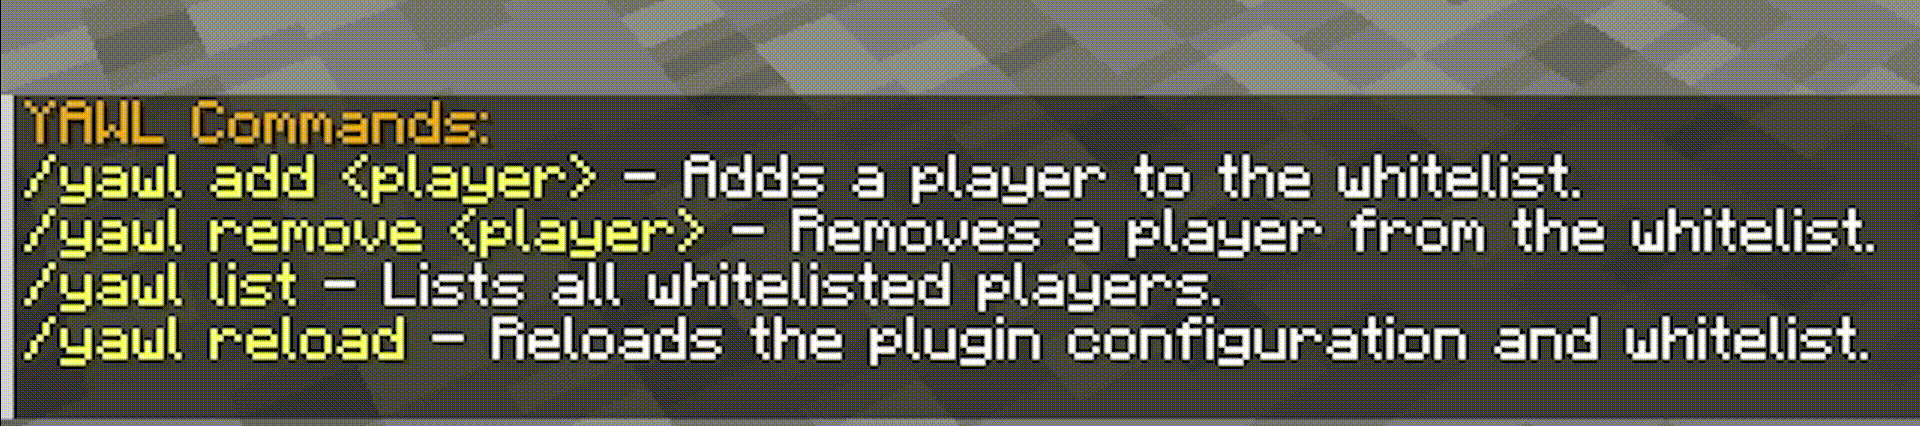 YAWL Commands:
/yawl add <player> - Adds a player to the whitelist.
/yawl remove <player> - Removes a player from the whitelist.
/yawl list - Lists all whitelisted players.
/yawl reload - Reloads the plugin configuration and whitelist.